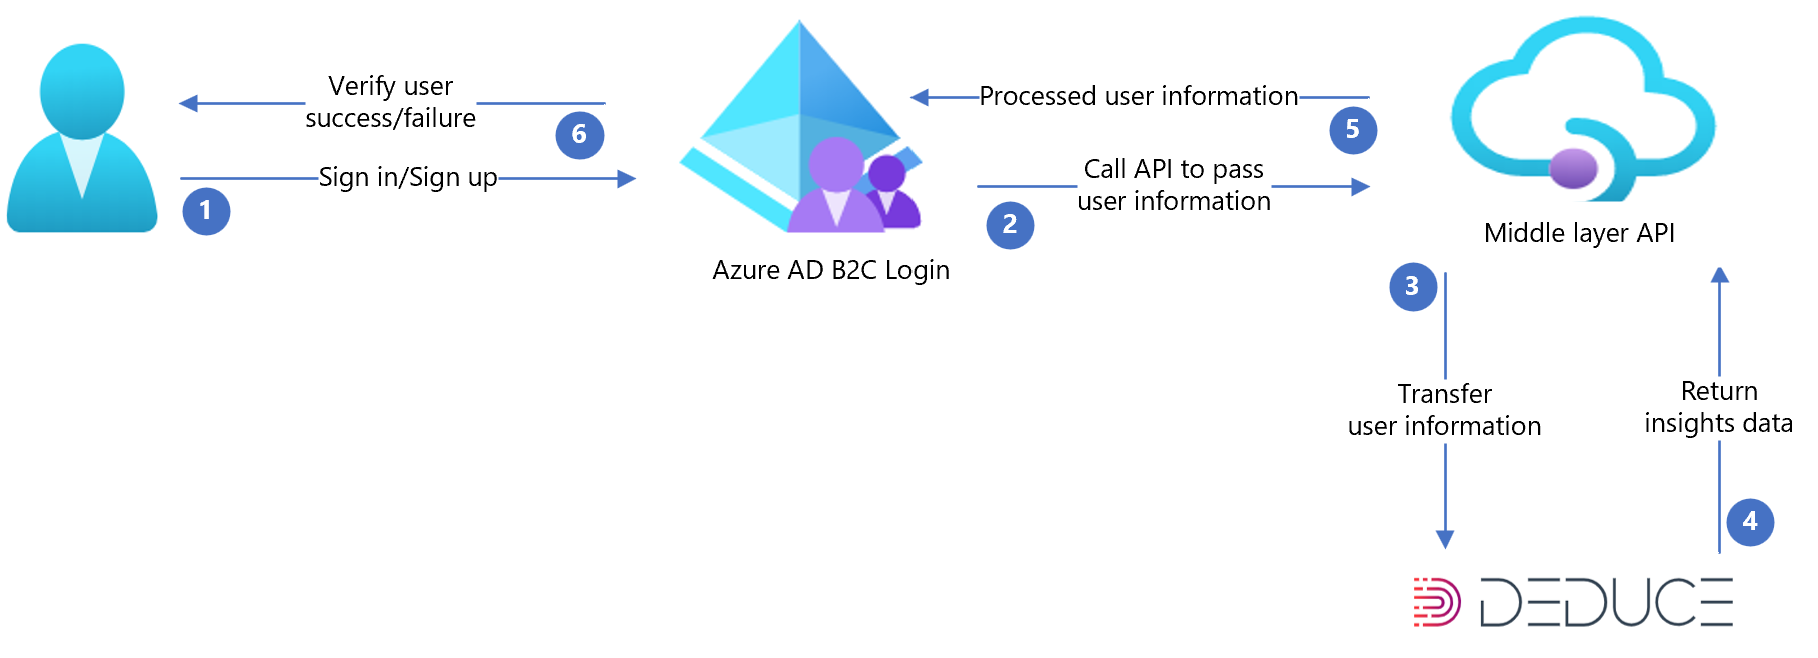 Verify user
success/failure
6
Sign in/Sign up
1
Azure AD B2C Login
Processed user information
5
Call API to pass
user information
2
Middle layer API
3
Transfer
user information
Return
insights data
4
DEDUCE